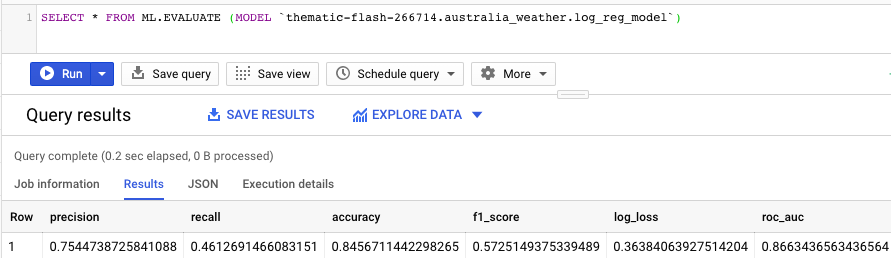 1 SELECT * FROM ML.EVALUATE (MODEL `thematic-flash-266714.australia_weather.log_reg_model`)
Run Save query Save view Schedule query More
Query results SAVE RESULTS EXPLORE DATA
Query complete (0.2 sec elapsed, 0 B processed)
Job information Results JSON Execution details
Row precision recall accuracy f1_score log_loss roc_auc
1 0.7544738725841088 0.4612691466083151 0.8456711442298265 0.5725149375339489 0.36384063927514204 0.8663436563436564